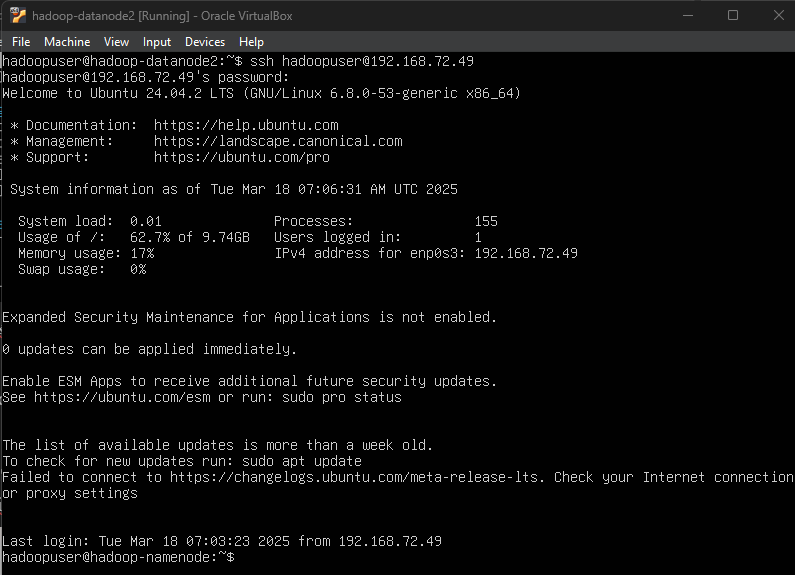 hadoop-datanode2 [Running] - Oracle VirtualBox
File Machine View Input Devices Help
hadoopuser@hadoop-datanode2:~$ ssh hadoopuser@192.168.72.49
hadoopuser@192.168.72.49's password:
Welcome to Ubuntu 24.04.2 LTS (GNU/Linux 6.8.0-53-generic x86_64)
* Documentation: https://help.ubuntu.com
* Management: https://landscape.canonical.com
* Support: https://ubuntu.com/pro
System information as of Tue Mar 18 07:06:31 AM UTC 2025
System load: 0.01 Processes: 155
Usage of /: 62.7% of 9.74GB Users logged in: 1
Memory usage: 17% IPv4 address for enp0s3: 192.168.72.49
Swap usage: 0%
Expanded Security Maintenance for Applications is not enabled.
0 updates can be applied immediately.
Enable ESM Apps to receive additional future security updates.
See https://ubuntu.com/esm or run: sudo pro status
The list of available updates is more than a week old.
To check for new updates run: sudo apt update
Failed to connect to https://changelogs.ubuntu.com/meta-release-lts. Check your Internet connection
or proxy settings
Last login: Tue Mar 18 07:03:23 2025 from 192.168.72.49
hadoopuser@hadoop-namenode:~$